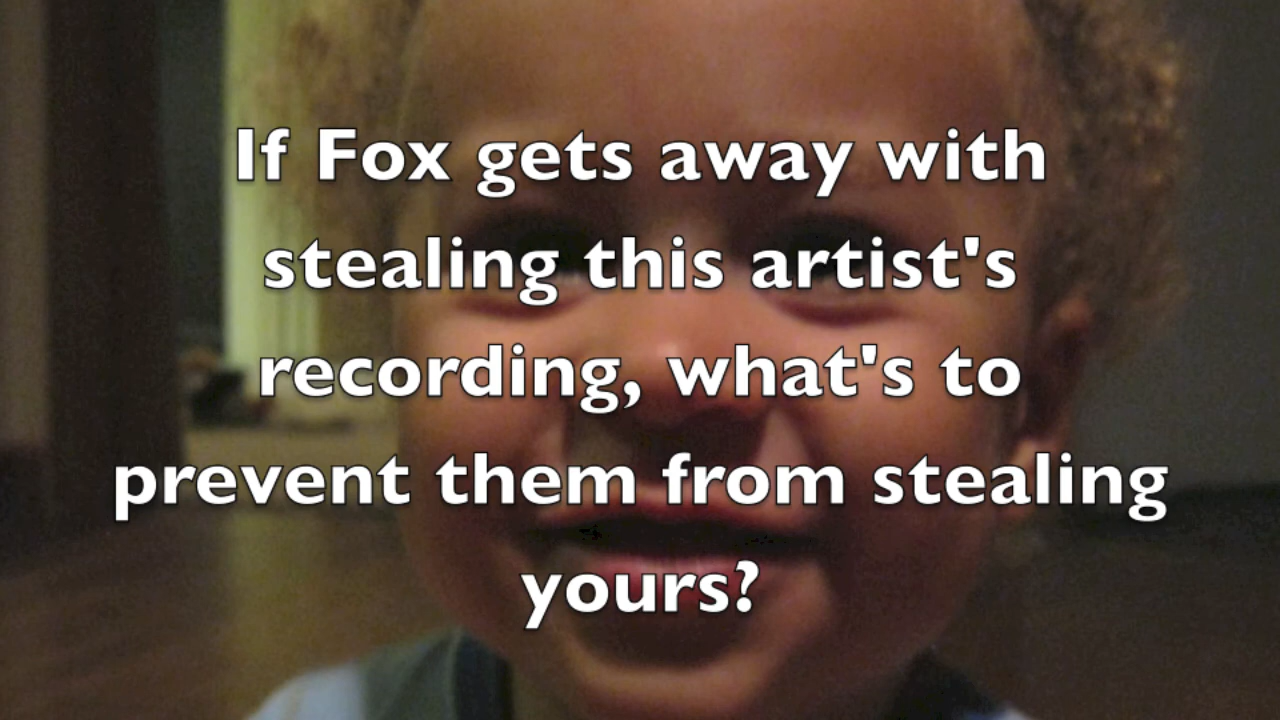 If Fox gets away with
stealing this artist's
recording, what's to
prevent them from stealing
yours?